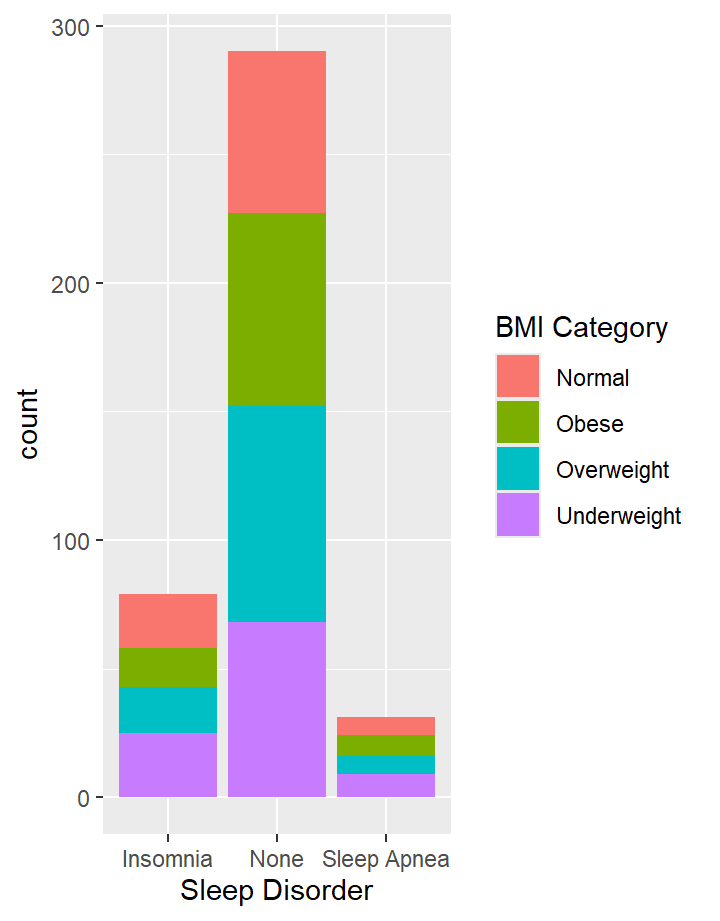 300
200
100
0
count
Insomnia
None
Sleep Apnea
Sleep Disorder
BMI Category
Normal
Obese
Overweight
Underweight